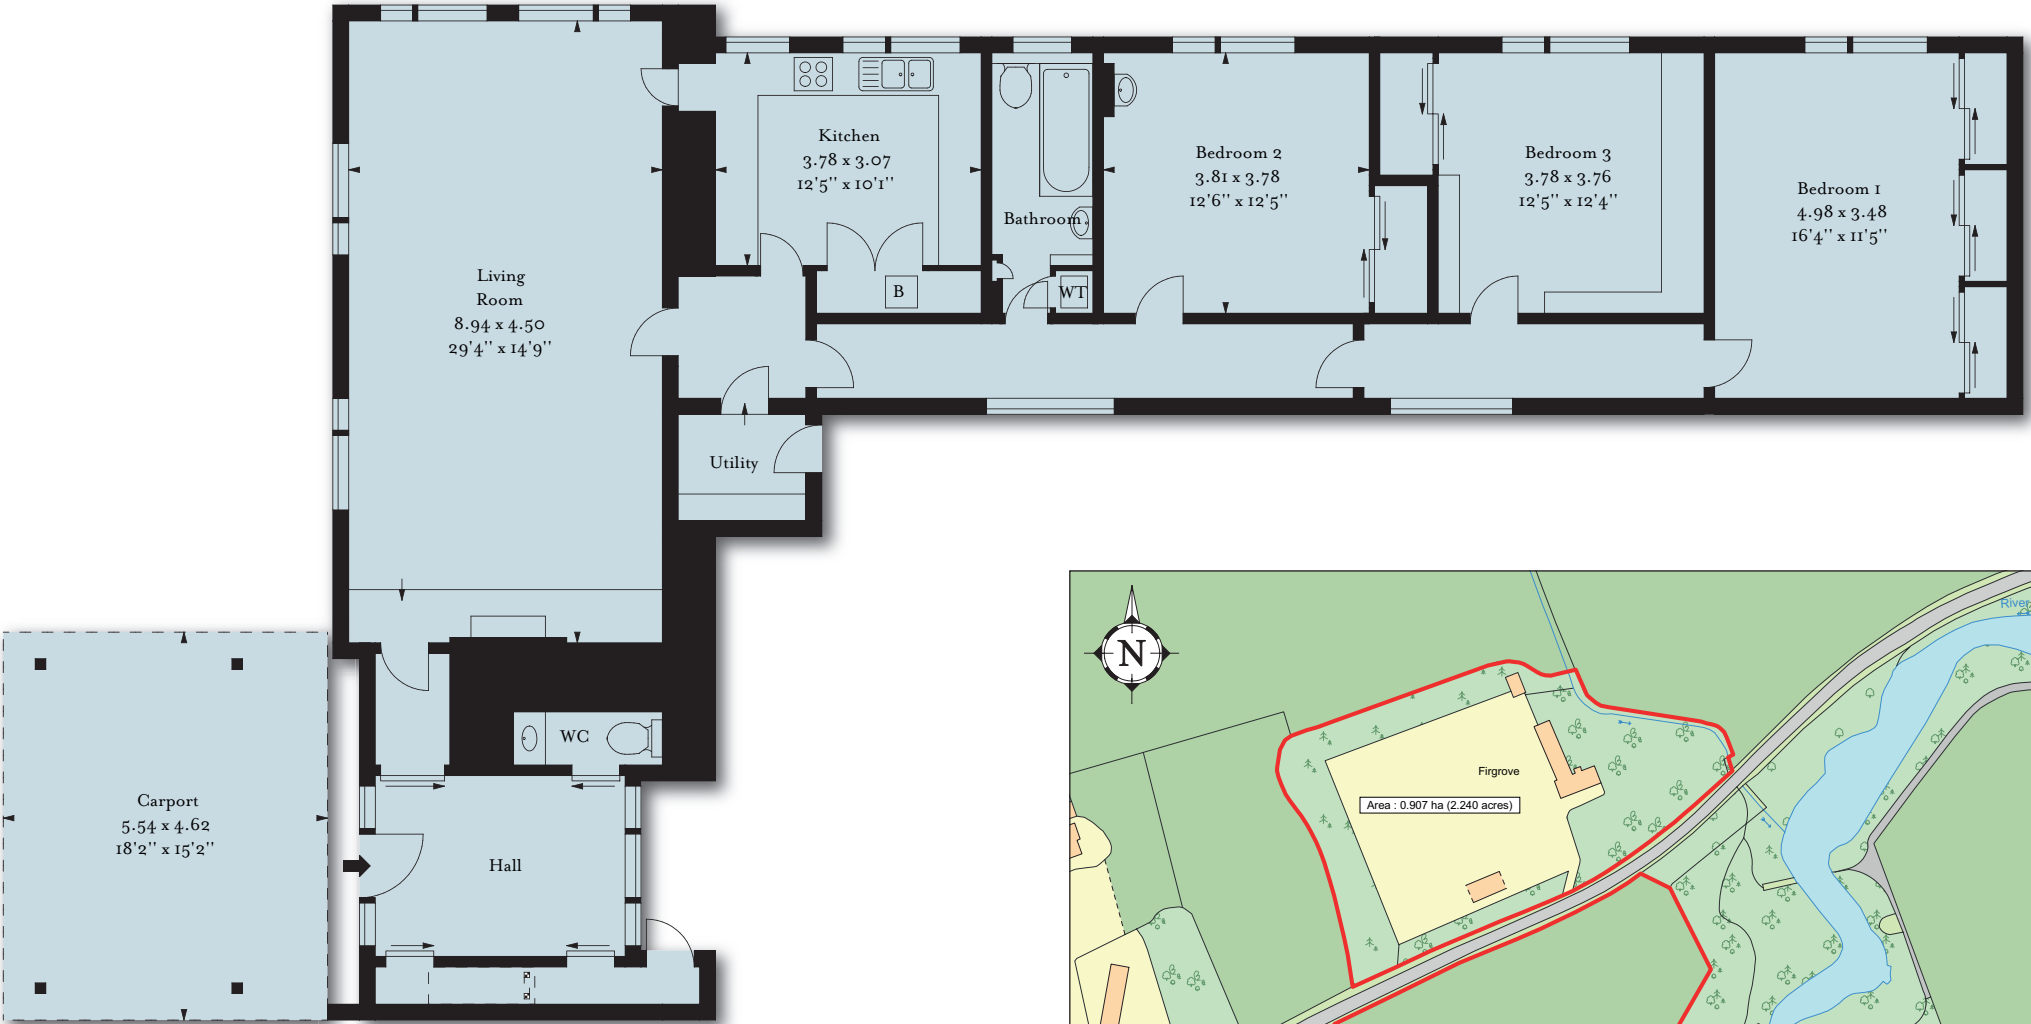 Kitchen
3.78 x 3.07
12'5'' x 10'1''
Bedroom 2
3.81 x 3.78
12'6'' x 12'5''
Bedroom 3
3.78 x 3.76
12'5'' x 12'4''
Bedroom 1
4.98 x 3.48
16'4'' x 11'5''
Bathroom
Living
Room
8.94 x 4.50
29'4'' x 14'9''
B
WT
Utility
River
N
WC
Firgrove
Area : 0.907 ha (2.240 acres)
Carport
5.54 x 4.62
18'2'' x 15'2''
Hall